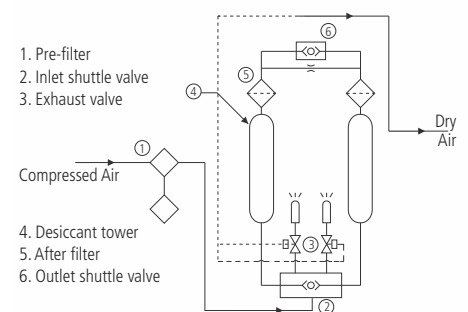 1. Pre-filter
2. Inlet shuttle valve
3. Exhaust valve
⑥
⑤
④
Dry
Air
①
Compressed Air
③
4. Desiccant tower
5. After filter
6. Outlet shuttle valve
②